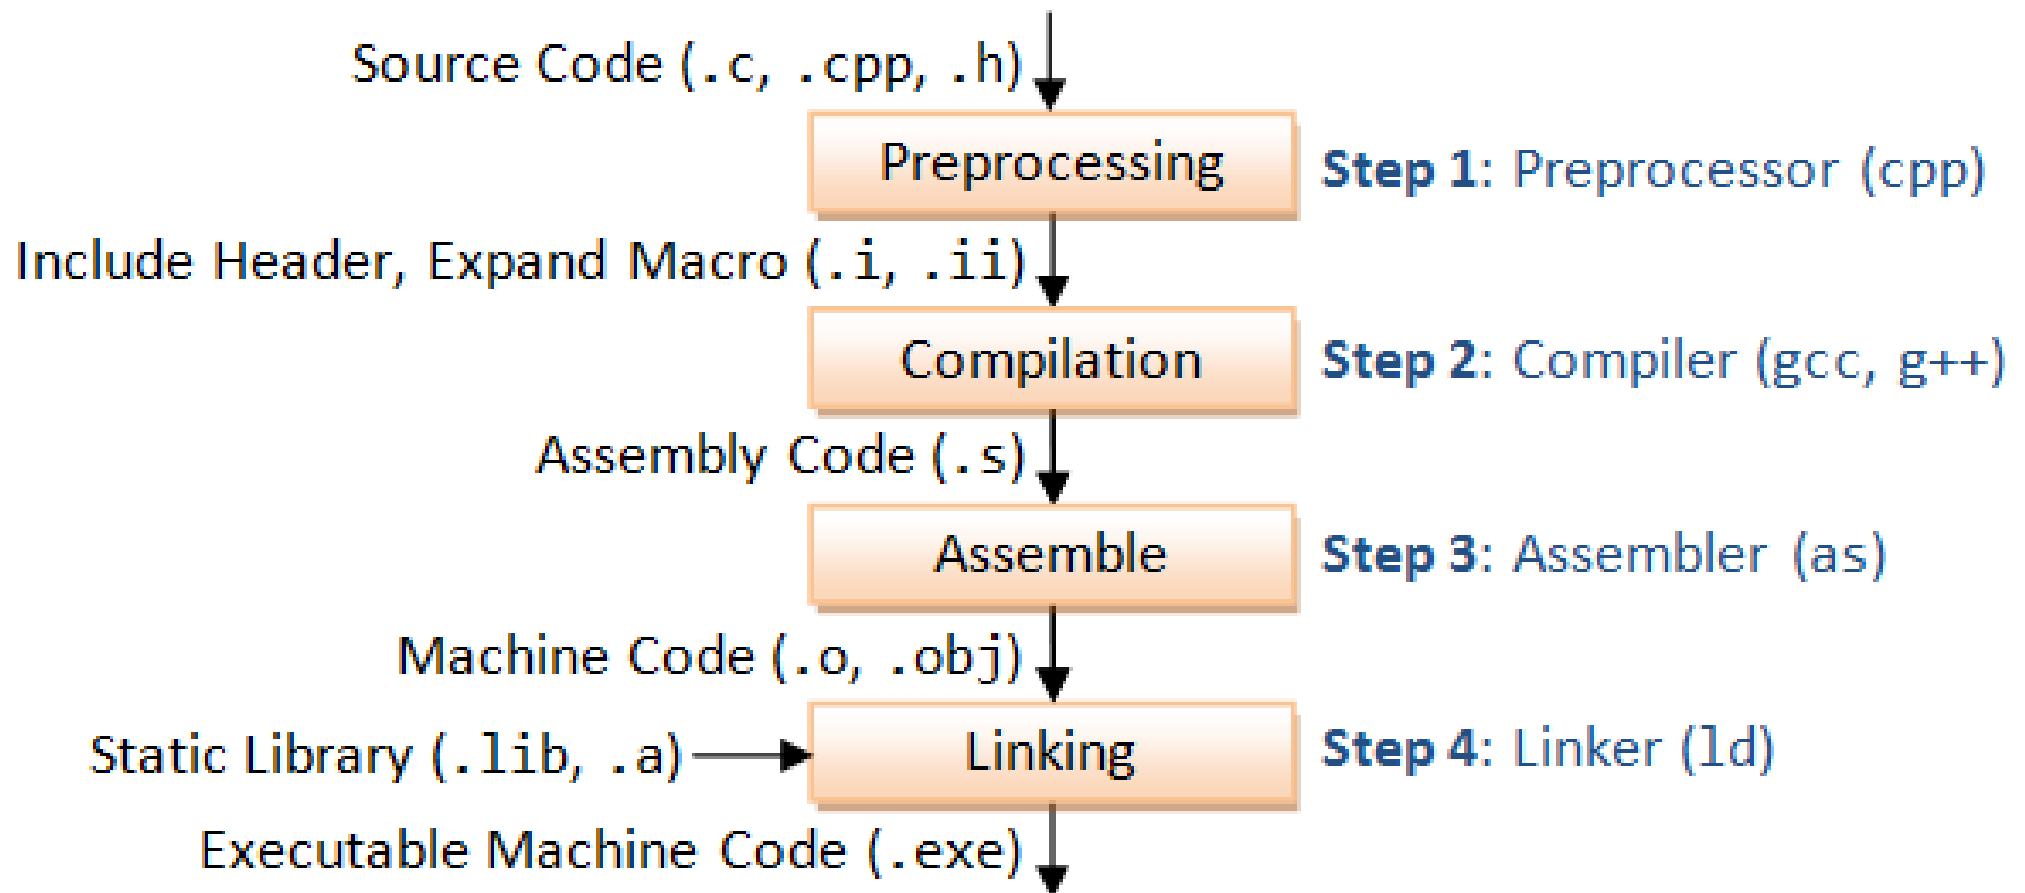 Source Code (.c, .cpp, .h)
Preprocessing
Step 1: Preprocessor (cpp)
Include Header, Expand Macro (.i, .ii)
Compilation
Step 2: Compiler (gcc, g++)
Assembly Code (.s)
Assemble
Step 3: Assembler (as)
Machine Code (.o, .obj)
Static Library (.lib, .a)
Linking
Step 4: Linker (ld)
Executable Machine Code (.exe)